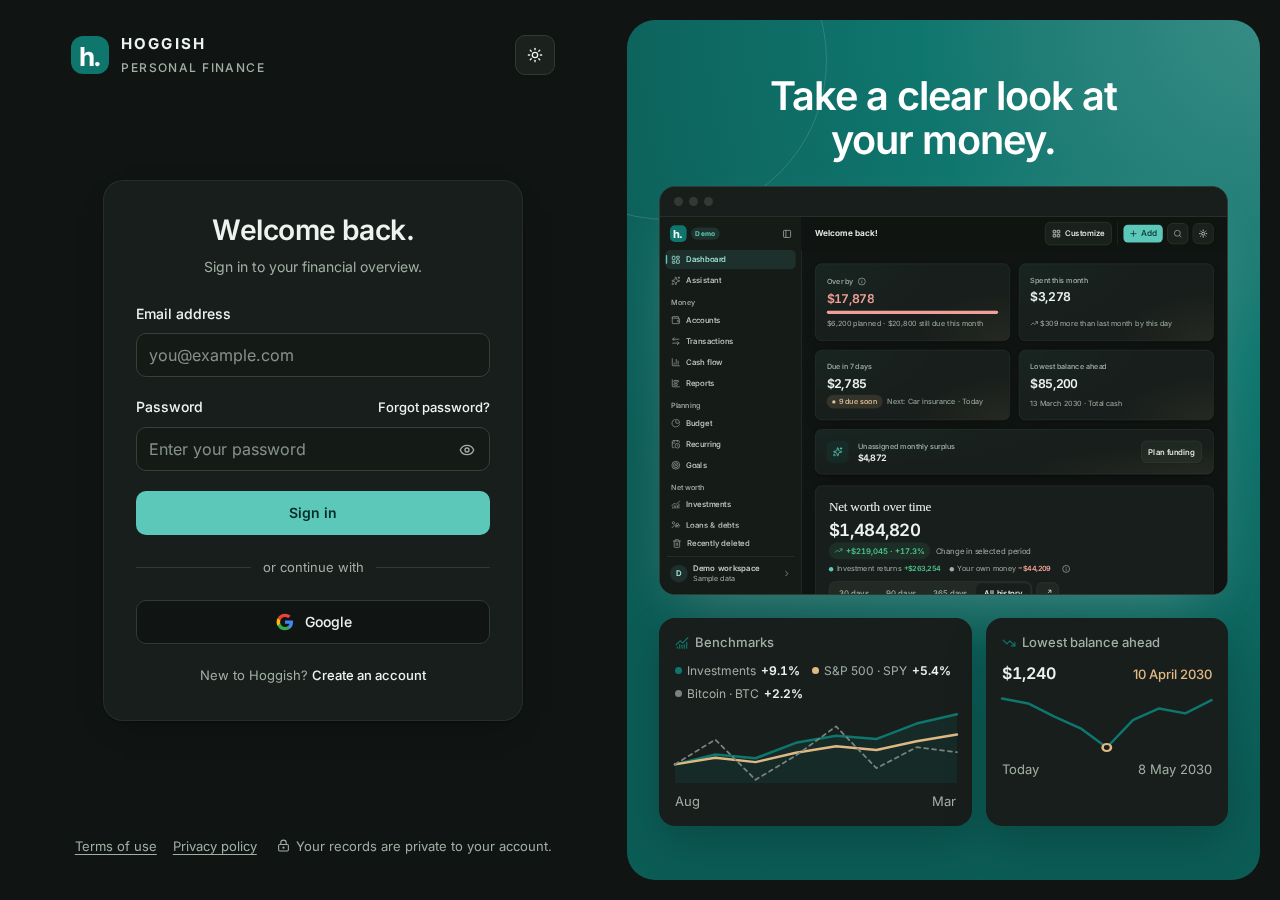 h.
HOGGISH
PERSONAL FINANCE
Welcome back.
Sign in to your financial overview.
Email address
you@example.com
Password
Forgot password?
Enter your password
Sign in
or continue with
Google
New to Hoggish? Create an account
Terms of use
Privacy policy
Your records are private to your account.
Take a clear look at
your money.
h.
Demo
Dashboard
Assistant
Money
Accounts
Transactions
Cash flow
Reports
Planning
Budget
Recurring
Goals
Net worth
Investments
Loans & debts
Recently deleted
D
Demo workspace
Sample data
Welcome back!
Customize
Add
Over by
$17,878
$6,200 planned · $20,800 still due this month
Spent this month
$3,278
$309 more than last month by this day
Due in 7 days
$2,785
9 due soon
Next: Car insurance · Today
Lowest balance ahead
$85,200
13 March 2030 · Total cash
Unassigned monthly surplus
$4,872
Plan funding
Net worth over time
$1,484,820
+$219,045 · +17.3%
Change in selected period
Investment returns +$263,254
Your own money −$44,209
30 days
90 days
365 days
All history
Benchmarks
Investments +9.1%
S&P 500 · SPY +5.4%
Bitcoin · BTC +2.2%
Aug
Mar
Lowest balance ahead
$1,240
10 April 2030
Today
8 May 2030